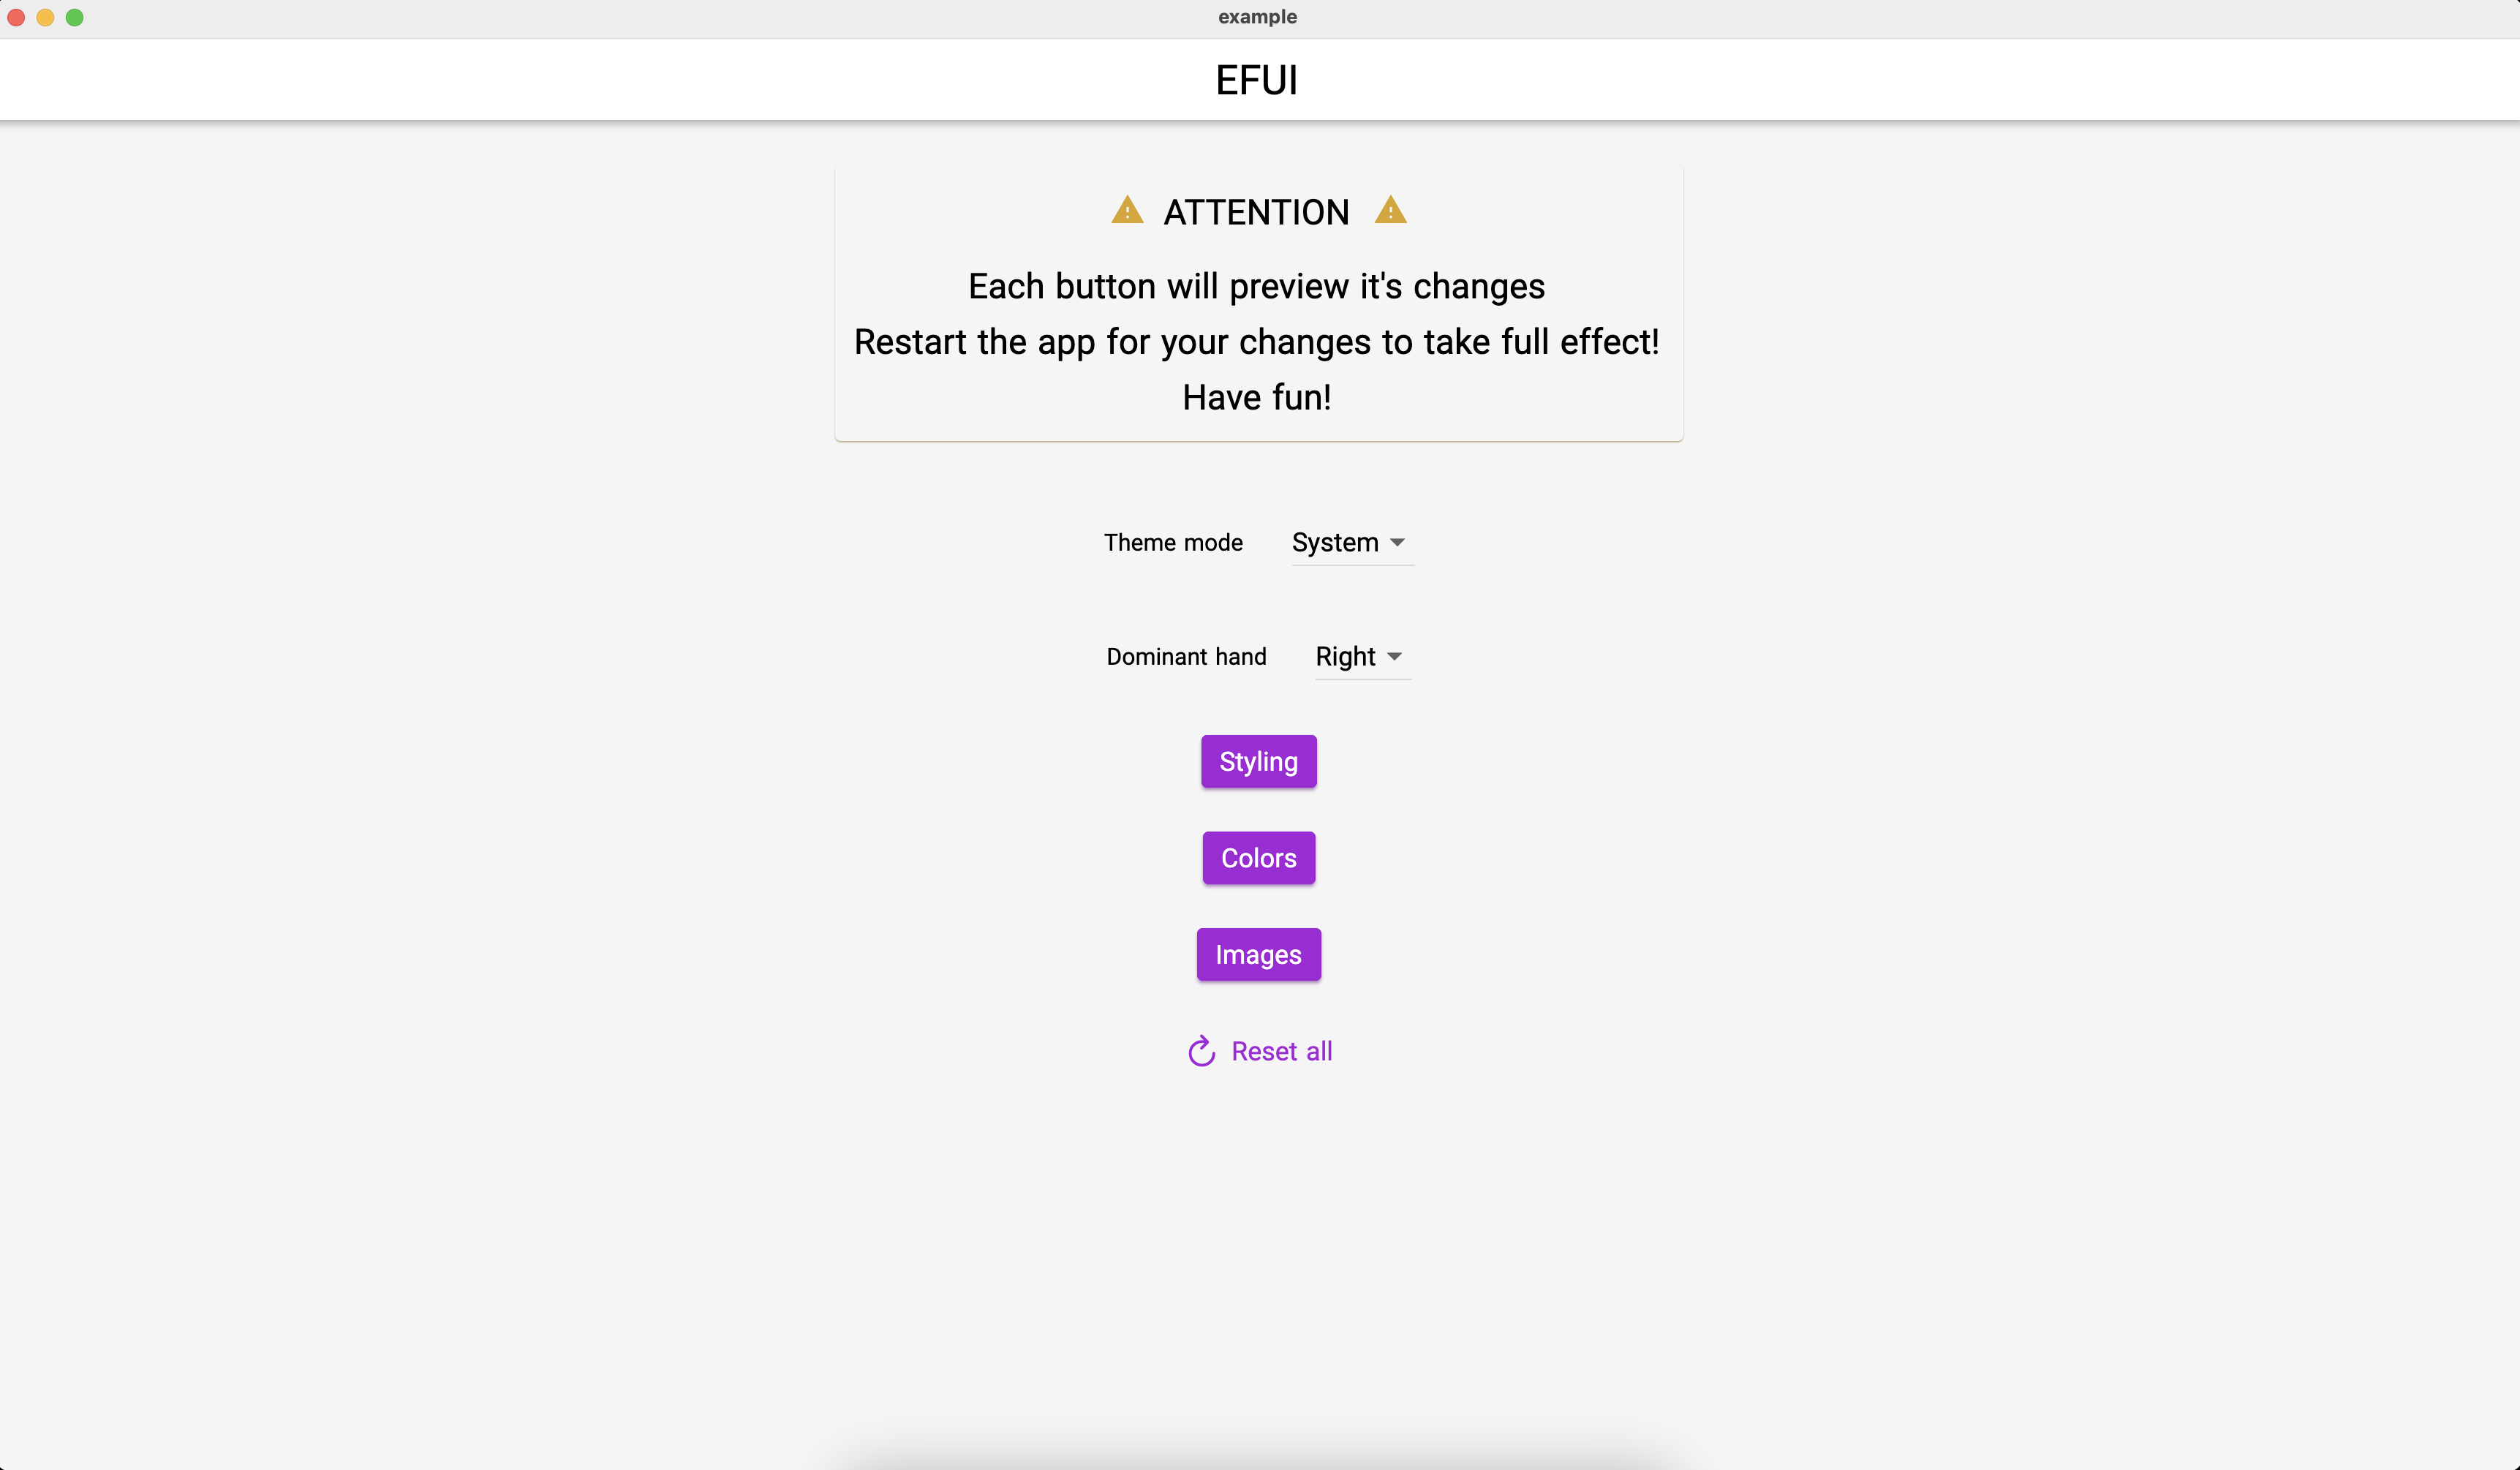 example
EFUI
ATTENTION
Each button will preview it's changes
Restart the app for your changes to take full effect!
Have fun!
Theme mode System
Dominant hand Right
Styling
Colors
Images
Reset all